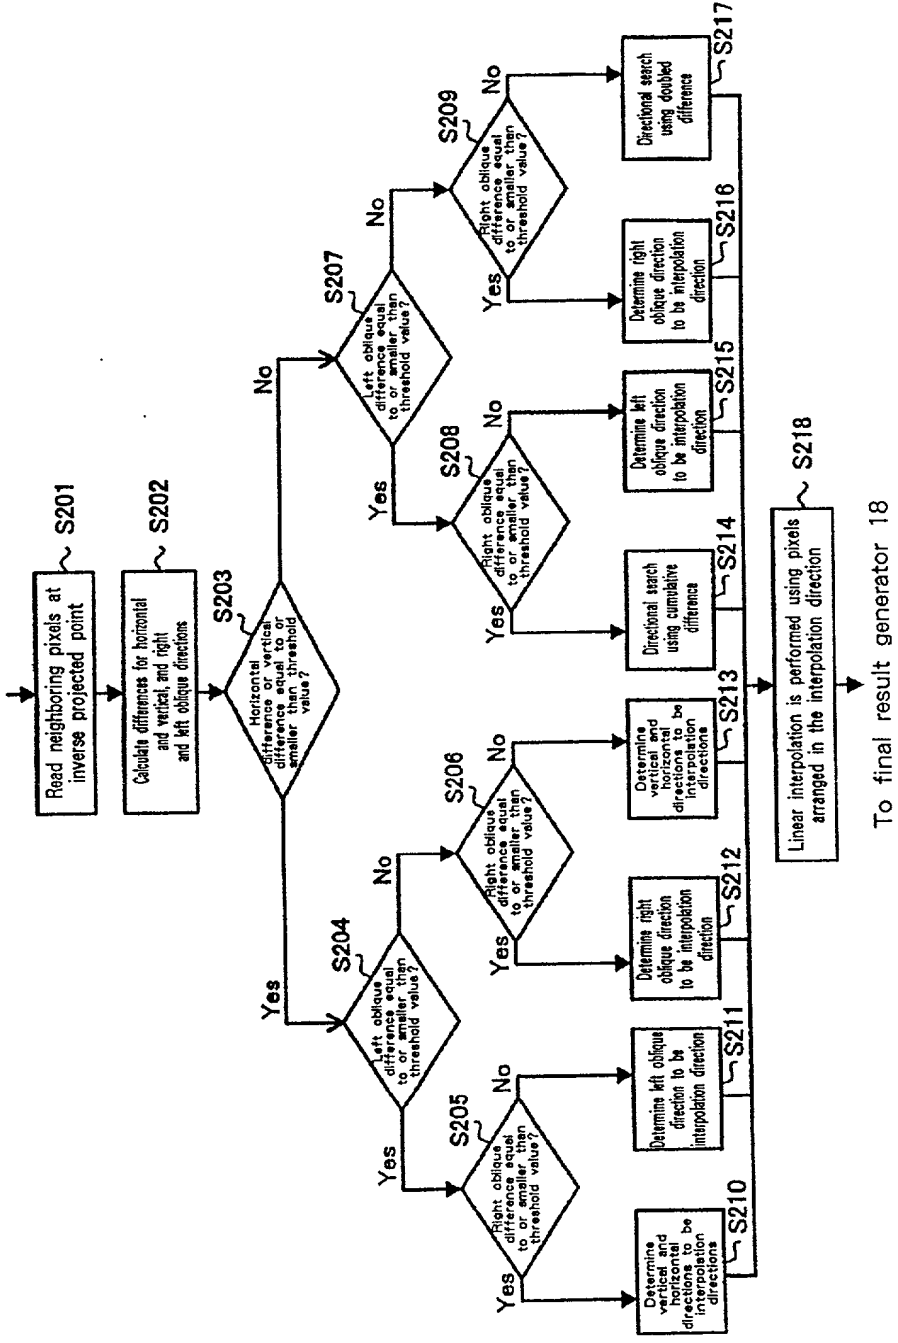 Read neighboring pixels at
inverse projected point
S201
Calculate differences for horizontal
and vertical, and right
and left oblique directions
S202
Horizontal
difference or vertical
difference equal to or
smaller than threshold
value?
S203
Yes
No
Left oblique
difference equal
to or smaller than
threshold value?
S204
Yes
No
Left oblique
difference equal
to or smaller than
threshold value?
S207
Yes
No
Right oblique
difference equal
to or smaller than
threshold value?
S205
Yes
No
Right oblique
difference equal
to or smaller than
threshold value?
S206
Yes
No
Right oblique
difference equal
to or smaller than
threshold value?
S208
Yes
No
Right oblique
difference equal
to or smaller than
threshold value?
S209
Yes
No
Determine
vertical and
horizontal
directions to be
interpolation
directions
S210
Determine left oblique
direction to be
interpolation direction
S211
Determine right
oblique direction
to be interpolation
direction
S212
Determine
vertical and
horizontal
directions to be
interpolation
directions
S213
Directional search
using cumulative
difference
S214
Determine left
oblique direction
to be interpolation
direction
S215
Determine right
oblique direction
to be interpolation
direction
S216
Directional search
using doubled
difference
S217
Linear interpolation is performed using pixels
arranged in the interpolation direction
S218
To final result generator 18